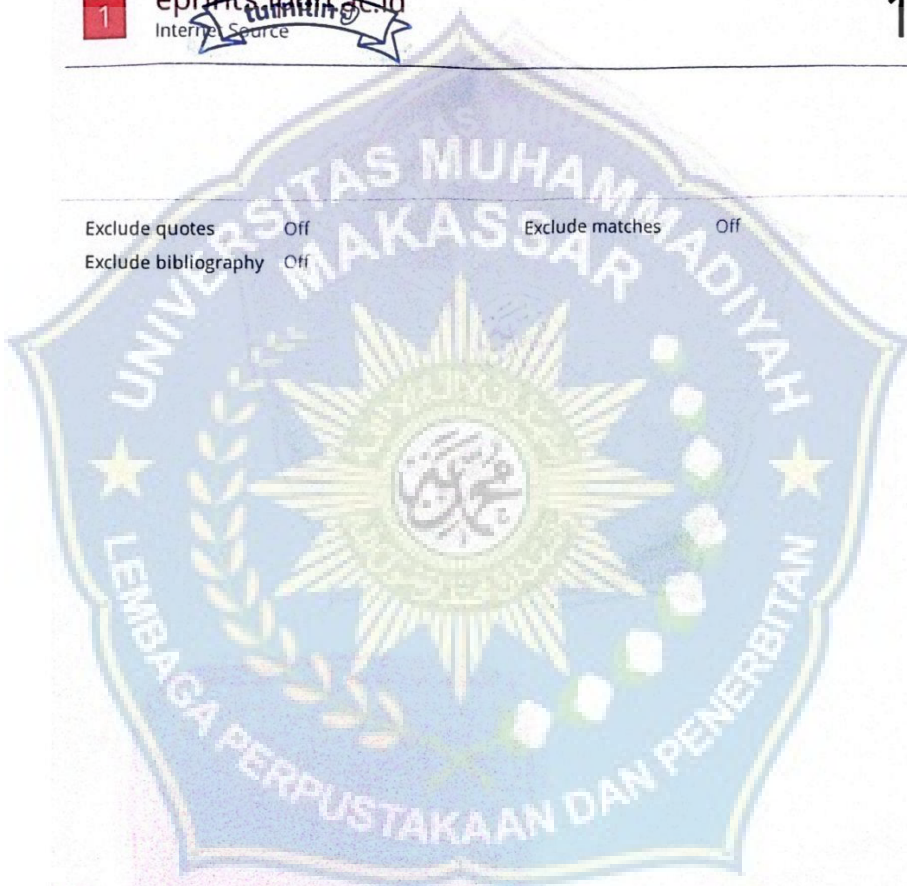 1
Internet Source
turnitin
Exclude quotes Off
Exclude matches Off
Exclude bibliography Off
UNIVERSITAS MUHAMMADIYAH
MAKASSAR
LEMBAGA PERPUSTAKAAN DAN PENERBITAN